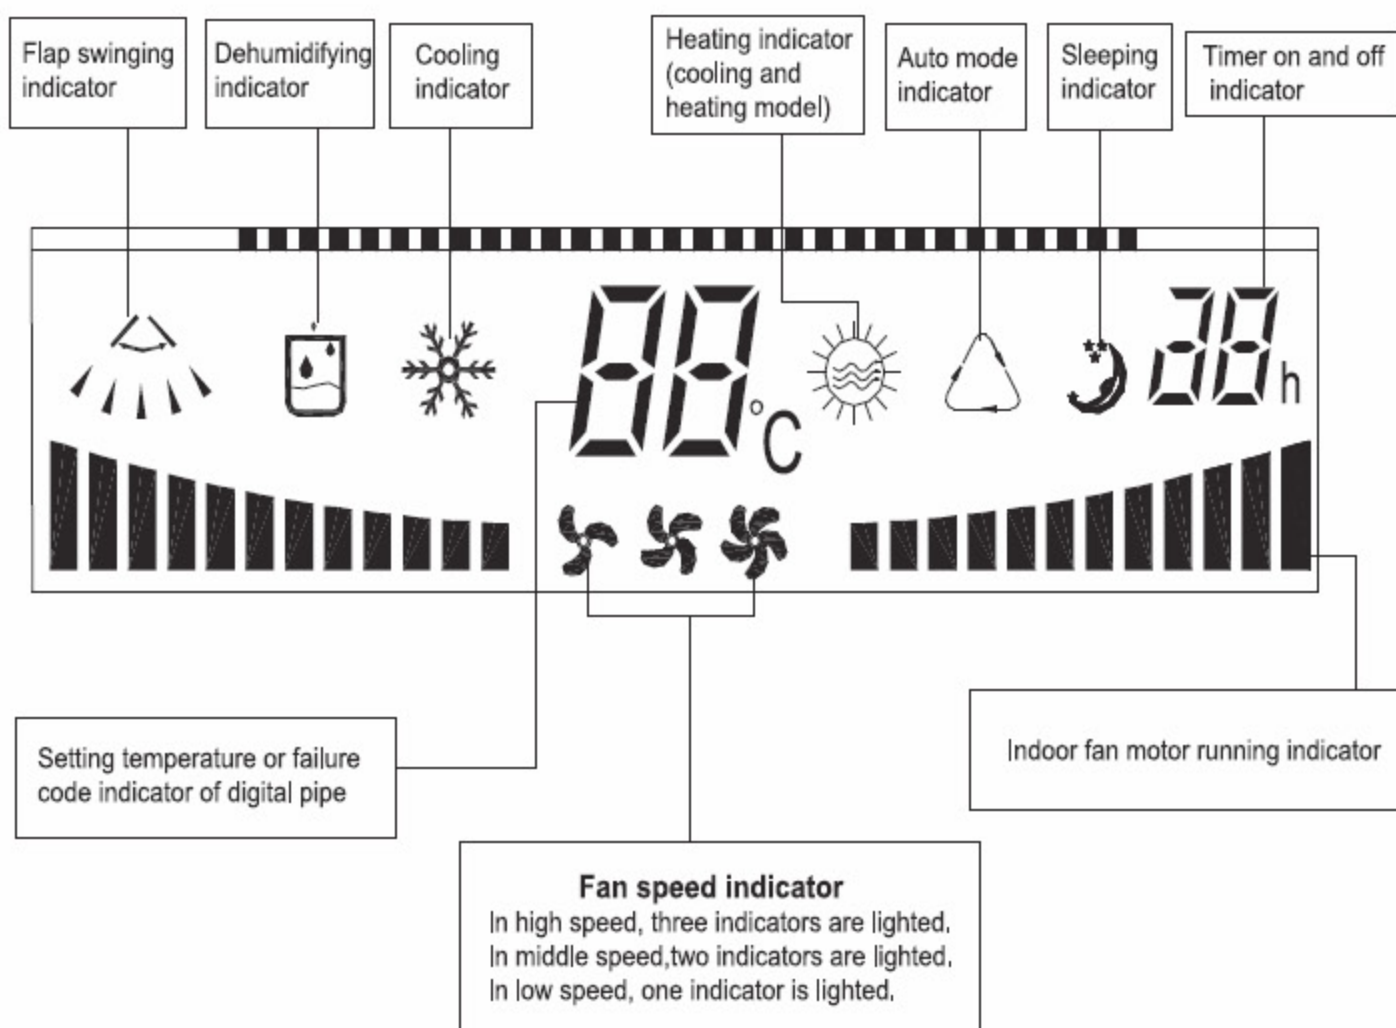 Flap swinging
indicator
Dehumidifying
indicator
Cooling
indicator
Heating indicator
(cooling and
heating model)
Auto mode
indicator
Sleeping
indicator
Timer on and off
indicator
88
°C
28
h
Setting temperature or failure
code indicator of digital pipe
Indoor fan motor running indicator
Fan speed indicator
In high speed, three indicators are lighted.
In middle speed,two indicators are lighted.
In low speed, one indicator is lighted.